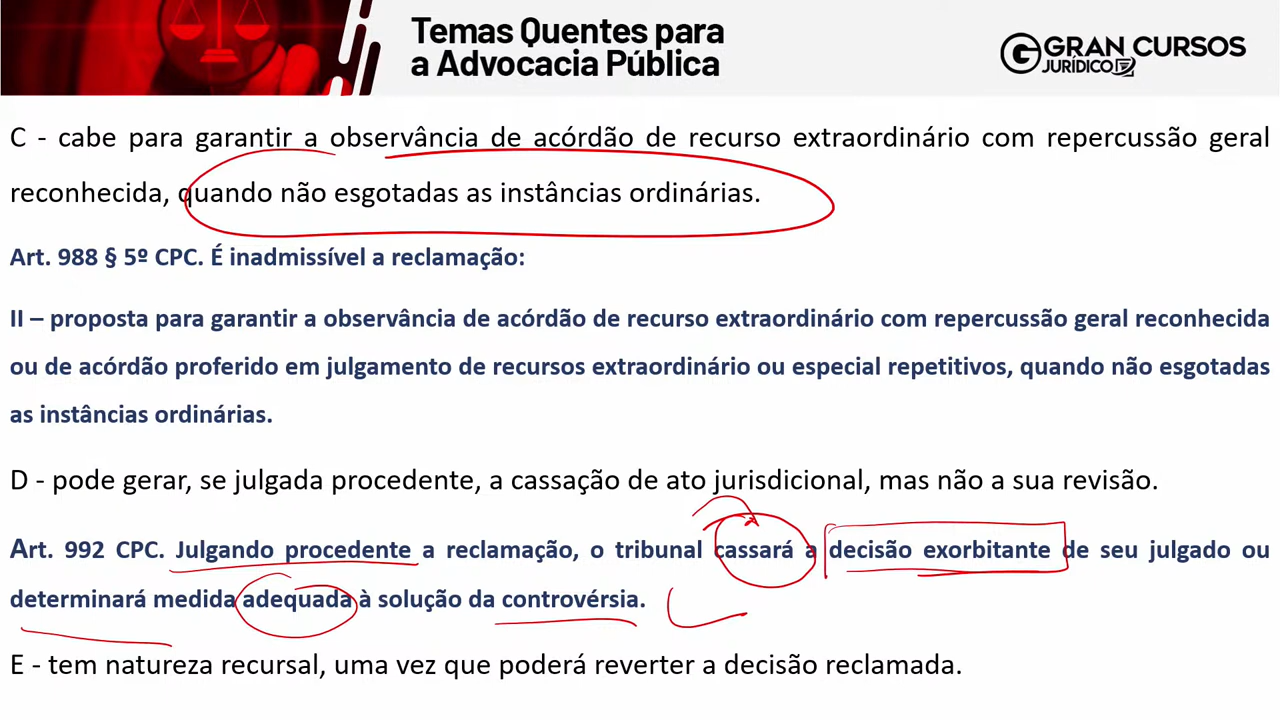 Temas Quentes para
a Advocacia Pública
GRAN CURSOS
JURÍDICO
C - cabe para garantir a observância de acórdão de recurso extraordinário com repercussão geral
reconhecida, quando não esgotadas as instâncias ordinárias.
Art. 988 § 5º CPC. É inadmissível a reclamação:
II – proposta para garantir a observância de acórdão de recurso extraordinário com repercussão geral reconhecida
ou de acórdão proferido em julgamento de recursos extraordinário ou especial repetitivos, quando não esgotadas
as instâncias ordinárias.
D - pode gerar, se julgada procedente, a cassação de ato jurisdicional, mas não a sua revisão.
Art. 992 CPC. Julgando procedente a reclamação, o tribunal cassará a decisão exorbitante de seu julgado ou
determinará medida adequada à solução da controvérsia.
E - tem natureza recursal, uma vez que poderá reverter a decisão reclamada.